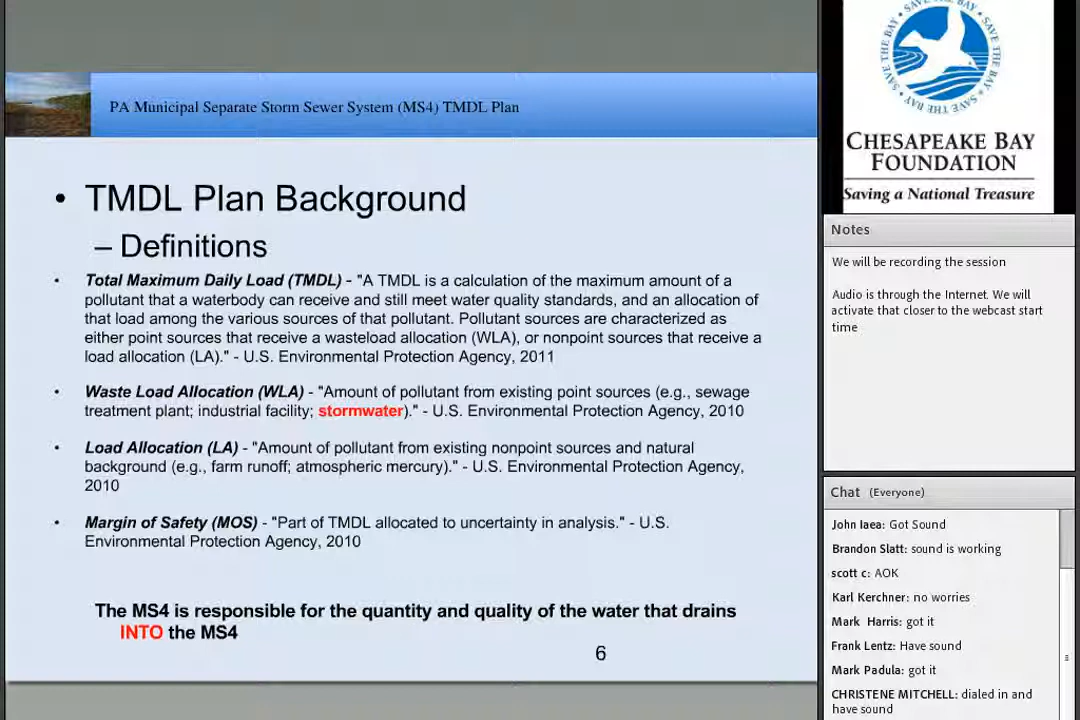 PA Municipal Separate Storm Sewer System (MS4) TMDL Plan
• TMDL Plan Background
– Definitions
• Total Maximum Daily Load (TMDL) - "A TMDL is a calculation of the maximum amount of a
pollutant that a waterbody can receive and still meet water quality standards, and an allocation of
that load among the various sources of that pollutant. Pollutant sources are characterized as
either point sources that receive a wasteload allocation (WLA), or nonpoint sources that receive a
load allocation (LA)." - U.S. Environmental Protection Agency, 2011
• Waste Load Allocation (WLA) - "Amount of pollutant from existing point sources (e.g., sewage
treatment plant; industrial facility; stormwater)." - U.S. Environmental Protection Agency, 2010
• Load Allocation (LA) - "Amount of pollutant from existing nonpoint sources and natural
background (e.g., farm runoff; atmospheric mercury)." - U.S. Environmental Protection Agency,
2010
• Margin of Safety (MOS) - "Part of TMDL allocated to uncertainty in analysis." - U.S.
Environmental Protection Agency, 2010
The MS4 is responsible for the quantity and quality of the water that drains
INTO the MS4
6
SAVE THE BAY · SAVE THE BAY · SAVE THE BAY · SAVE THE BAY
CHESAPEAKE BAY
FOUNDATION
Saving a National Treasure
Notes
We will be recording the session
Audio is through the Internet. We will
activate that closer to the webcast start
time
Chat (Everyone)
John Iaea: Got Sound
Brandon Slatt: sound is working
scott c: AOK
Karl Kerchner: no worries
Mark Harris: got it
Frank Lentz: Have sound
Mark Padula: got it
CHRISTENE MITCHELL: dialed in and
have sound